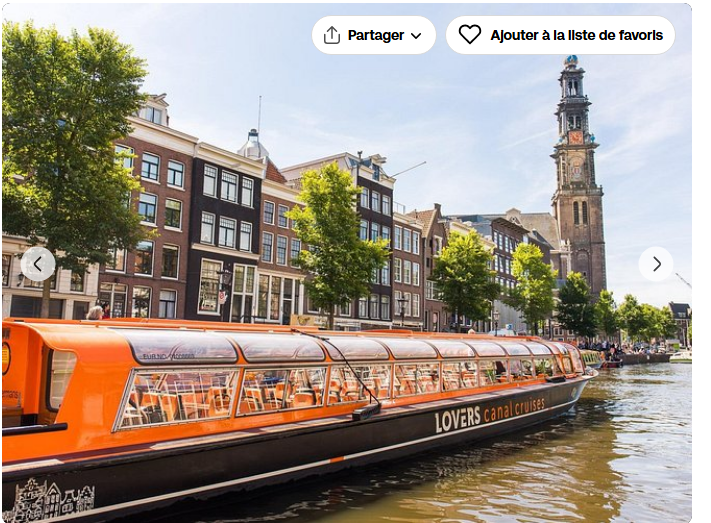 Partager
Ajouter à la liste de favoris
LOVERS canal cruises